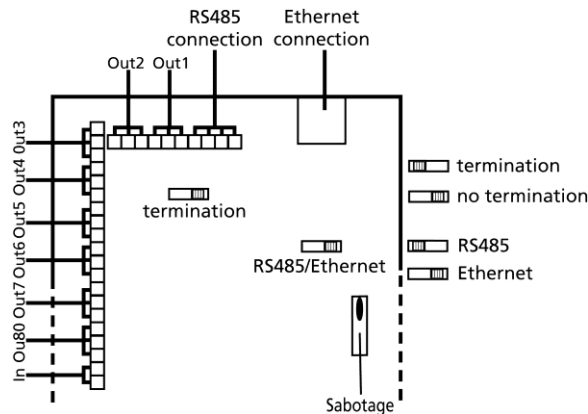 RS485
connection
Ethernet
connection
Out2
Out1
0ut3
Out4
Out5
Out6
Out7
Ou80
In
termination
RS485/Ethernet
Sabotage
termination
no termination
RS485
Ethernet